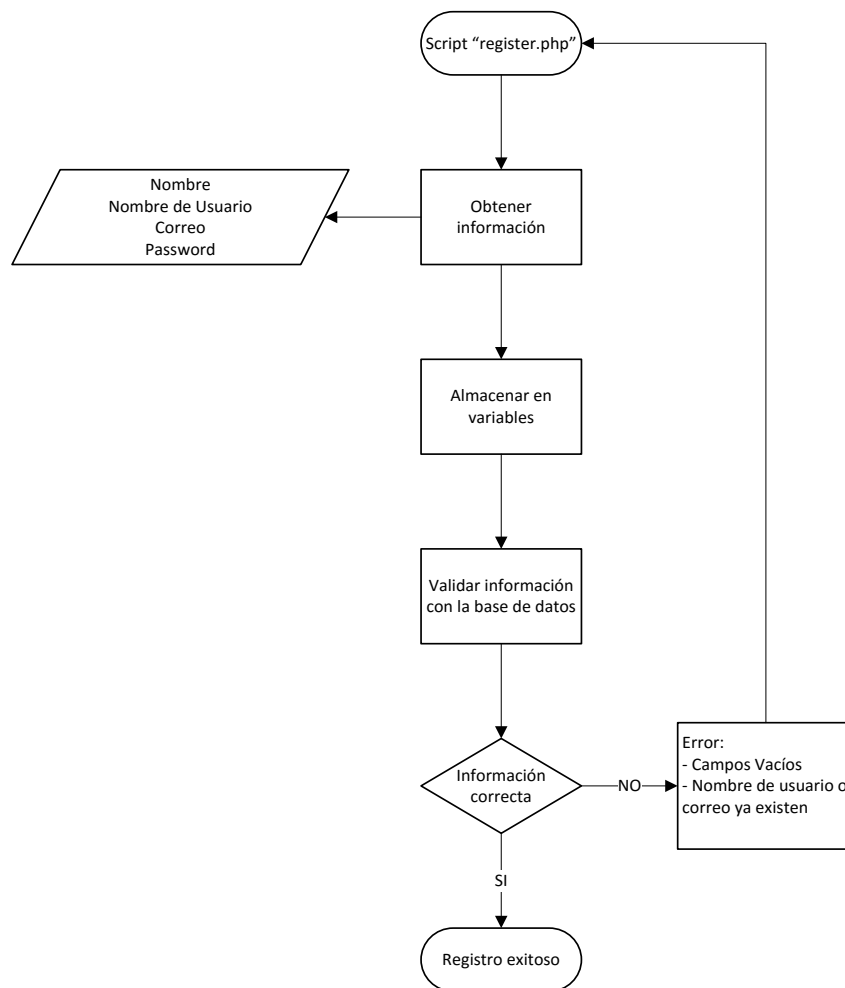 Script “register.php”
Nombre
Nombre de Usuario
Correo
Password
Obtener
información
Almacenar en
variables
Validar información
con la base de datos
Información
correcta
NO
Error:
- Campos Vacíos
- Nombre de usuario o
correo ya existen
SI
Registro exitoso